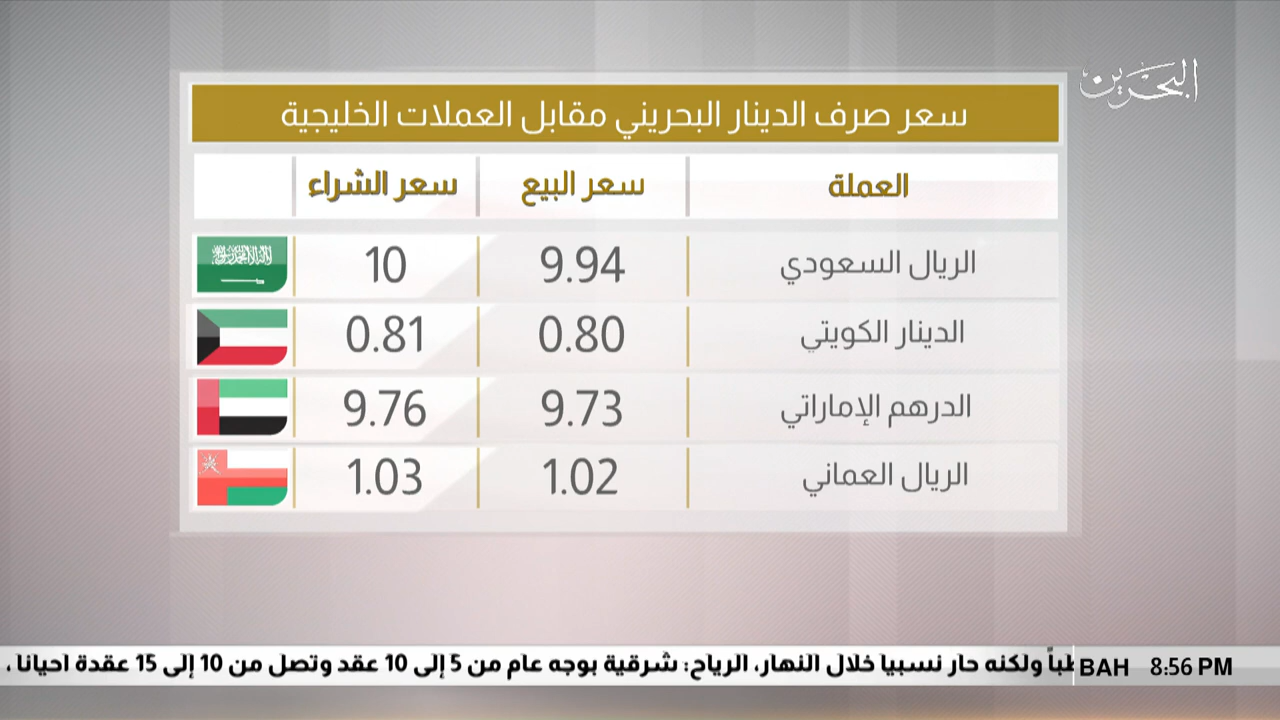 البحرين
سعر صرف الدينار البحريني مقابل العملات الخليجية
العملة سعر البيع سعر الشراء
الريال السعودي 9.94 10
الدينار الكويتي 0.80 0.81
الدرهم الإماراتي 9.73 9.76
الريال العماني 1.02 1.03
ولكنه حار نسبيا خلال النهار، الرياح: شرقية بوجه عام من 5 إلى 10 عقد وتصل من 10 إلى 15 عقدة احيانا ،
BAH 8:56 PM